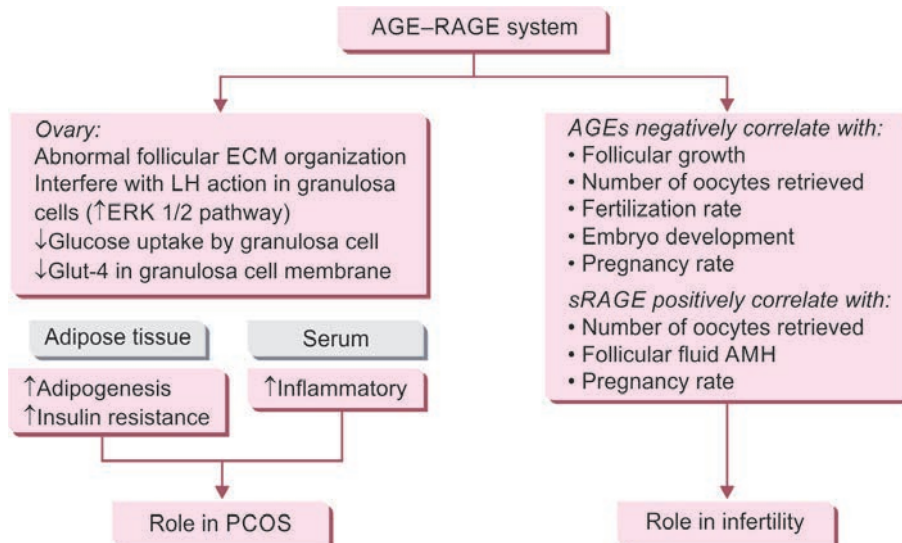 AGE–RAGE system
Ovary:
Abnormal follicular ECM organization
Interfere with LH action in granulosa
cells (↑ERK 1/2 pathway)
↓Glucose uptake by granulosa cell
↓Glut-4 in granulosa cell membrane
Adipose tissue
↑Adipogenesis
↑Insulin resistance
Serum
↑Inflammatory
Role in PCOS
AGEs negatively correlate with:
• Follicular growth
• Number of oocytes retrieved
• Fertilization rate
• Embryo development
• Pregnancy rate
sRAGE positively correlate with:
• Number of oocytes retrieved
• Follicular fluid AMH
• Pregnancy rate
Role in infertility